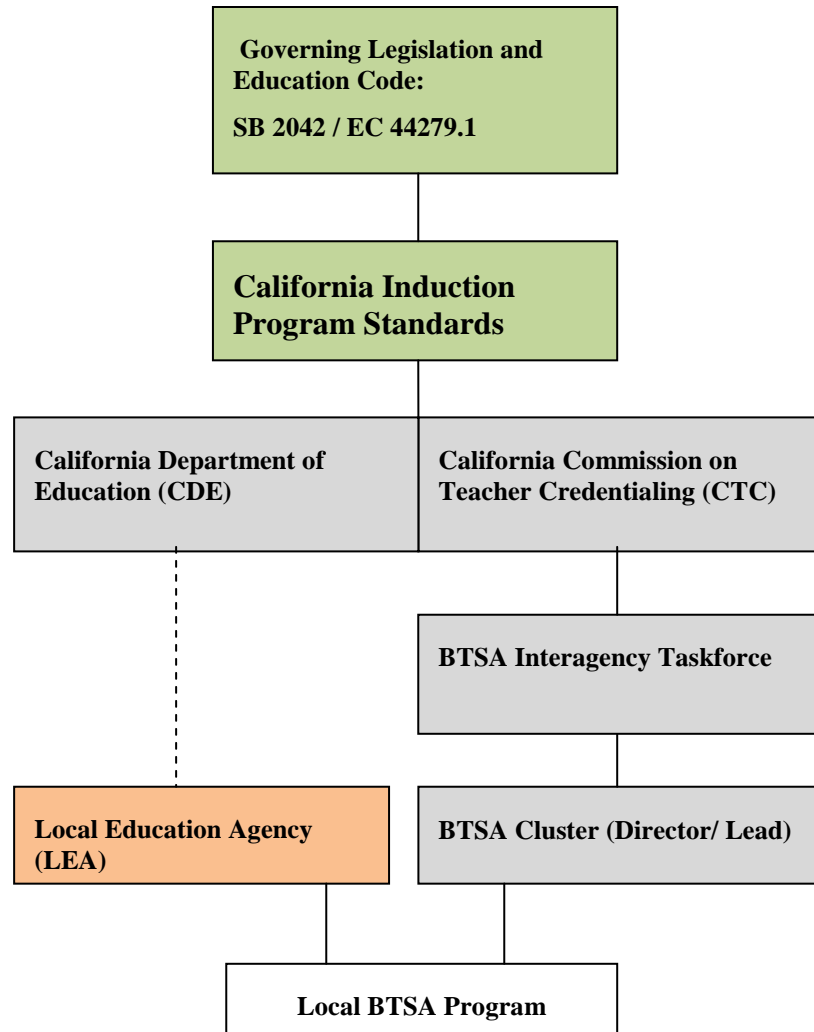 Governing Legislation and
Education Code:
SB 2042 / EC 44279.1
California Induction
Program Standards
California Department of
Education (CDE)
California Commission on
Teacher Credentialing (CTC)
BTSA Interagency Taskforce
Local Education Agency
(LEA)
BTSA Cluster (Director/ Lead)
Local BTSA Program